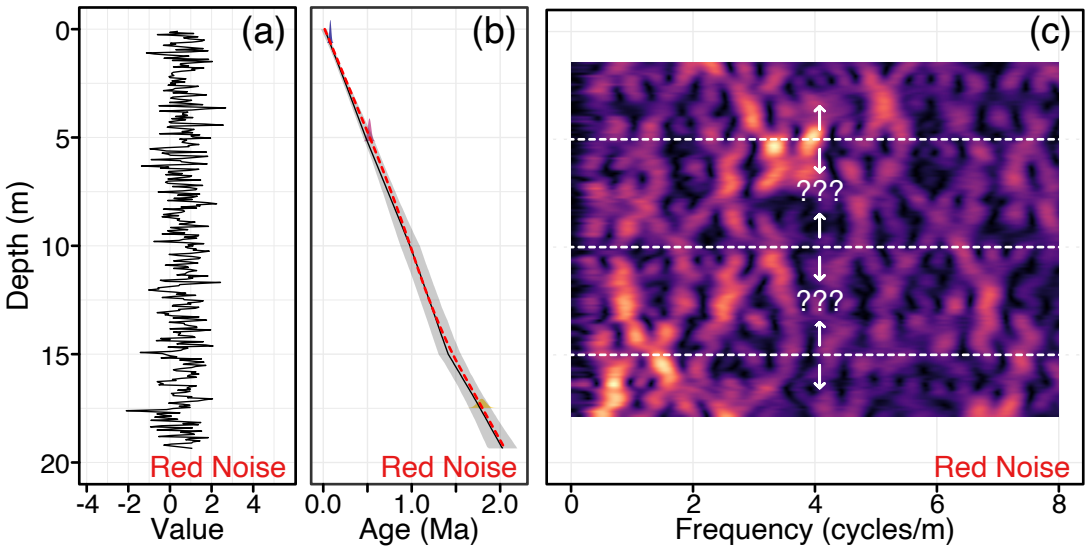 (a)
(b)
(c)
0
5
10
15
20
Depth (m)
???
???
Red Noise
Red Noise
Red Noise
-4 -2 0 2 4
0.0 1.0 2.0
0 2 4 6 8
Value
Age (Ma)
Frequency (cycles/m)